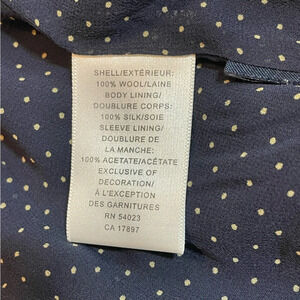 SHELL/EXTÉRIEUR:
100% WOOL/LAINE
BODY LINING/
DOUBLURE CORPS:
100% SILK/SOIE
SLEEVE LINING/
DOUBLURE DE
LA MANCHE:
100% ACETATE/ACÉTATE
EXCLUSIVE OF
DECORATION/
À L'EXCEPTION
DES GARNITURES
RN 54023
CA 17897